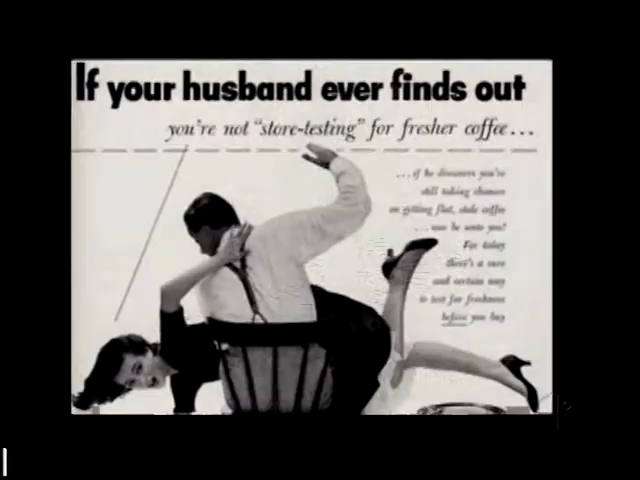 If your husband ever finds out
you're not "store-testing" for fresher coffee...
...if he discovers you're
still taking chances
on getting flat, stale coffee
...woe be unto you!
For today
there's a sure
and certain way
to test for freshness
before you buy